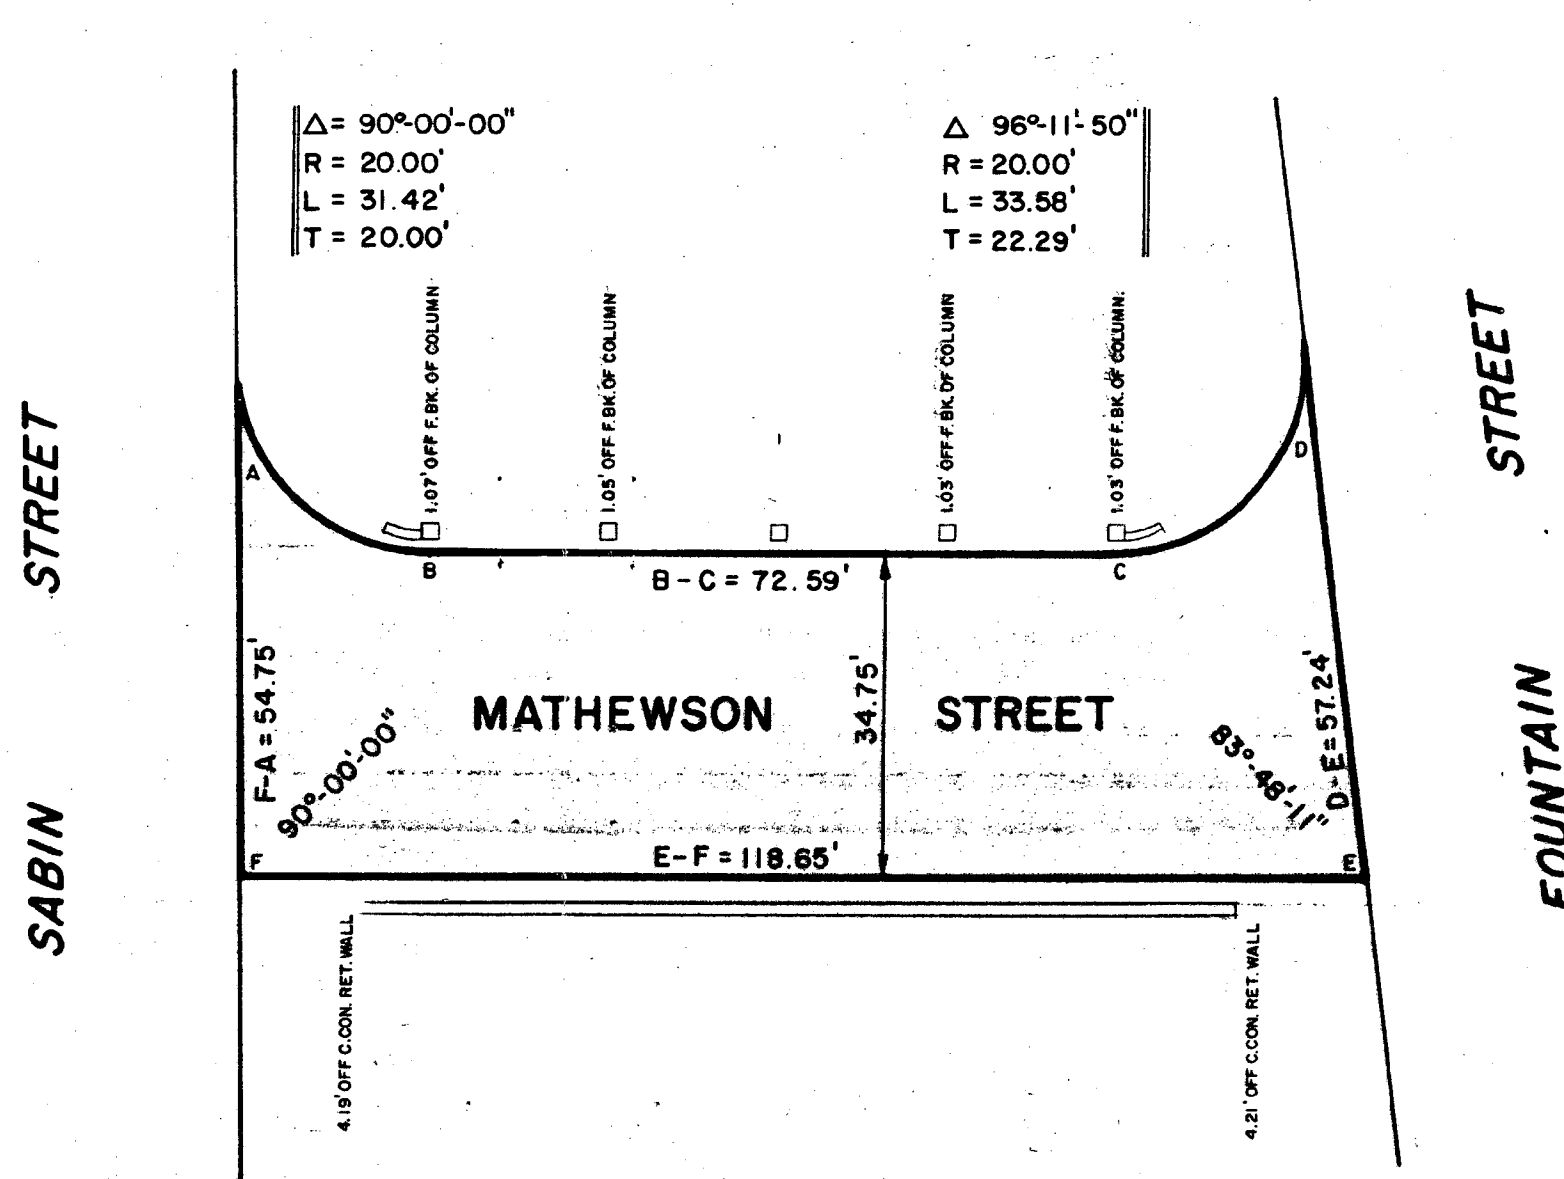 △= 90°-00'-00"
R = 20.00'
L = 31.42'
T = 20.00'
△ 96°-11'-50"
R = 20.00'
L = 33.58'
T = 22.29'
1.07' OFF F. BK. OF COLUMN
1.05' OFF F. BK. OF COLUMN
1.03' OFF F. BK. OF COLUMN
1.03' OFF F. BK. OF COLUMN
SABIN STREET
FOUNTAIN STREET
A
D
B
C
B-C = 72.59'
F-A = 54.75'
90°-00'-00"
MATHEWSON STREET
34.75'
83°-48'-11"
D-E = 57.24'
F
E-F = 118.65'
E
4.19' OFF C. CON. RET. WALL
4.21' OFF C. CON. RET. WALL